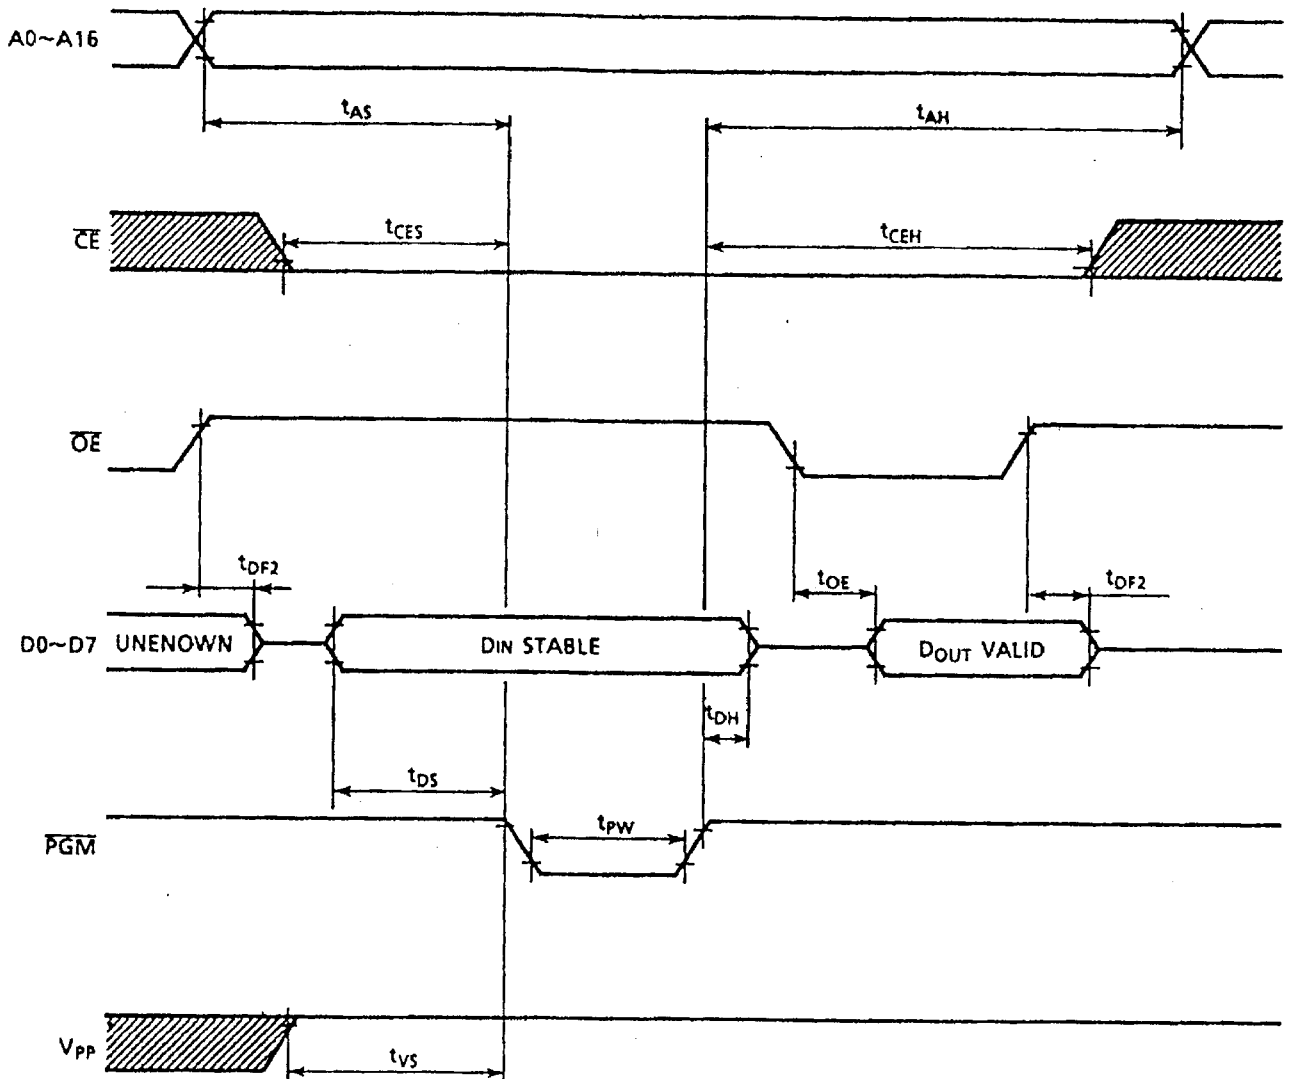 A0~A16
tAS
tAH
CE
tCES
tCEH
OE
tDF2
tOE
tDF2
D0~D7
UNENOWN
DIN STABLE
DOUT VALID
tDH
tDS
PGM
tPW
VPP
tVS